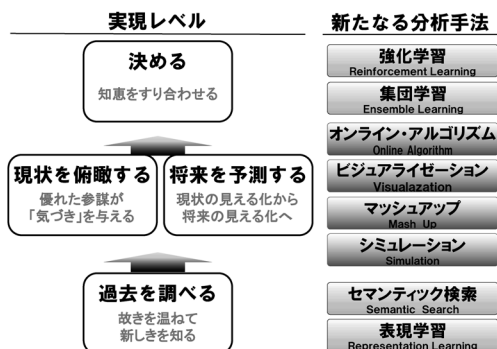 実現レベル
決める
知恵をすり合わせる
現状を俯瞰する
優れた参謀が
「気づき」を与える
将来を予測する
現状の見える化から
将来の見える化へ
過去を調べる
故きを温ねて
新しきを知る
新たなる分析手法
強化学習
Reinforcement Learning
集団学習
Ensemble Learning
オンライン・アルゴリズム
Online Algorithm
ビジュアライゼーション
Visualazation
マッシュアップ
Mash Up
シミュレーション
Simulation
セマンティック検索
Semantic Search
表現学習
Representation Learning